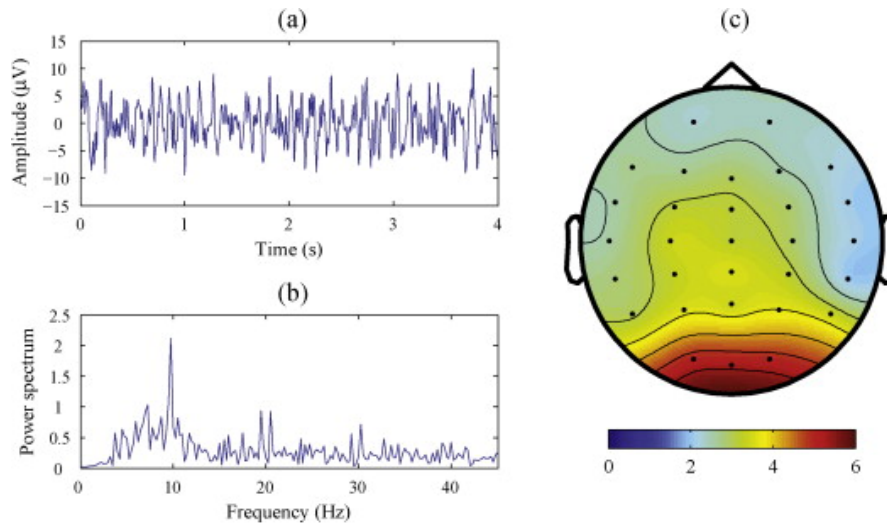 (a)
Amplitude (μV)
15
10
5
0
−5
−10
−15
0 1 2 3 4
Time (s)
(b)
Power spectrum
2.5
2
1.5
1
0.5
0
0 10 20 30 40
Frequency (Hz)
(c)
0 2 4 6